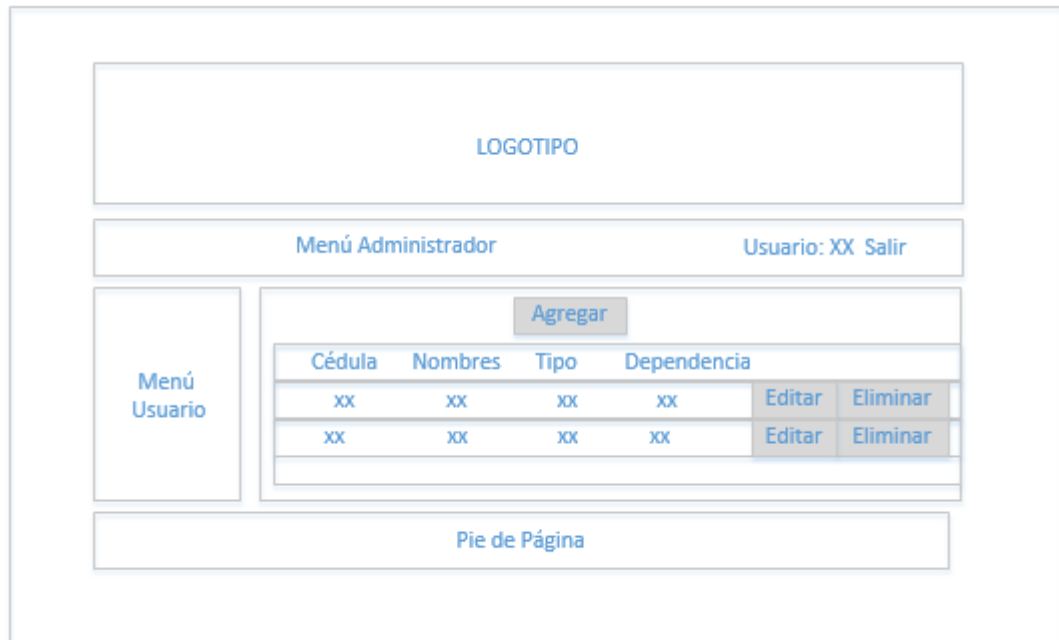 LOGOTIPO
Menú Administrador Usuario: XX Salir
Menú
Usuario
Agregar
Cédula Nombres Tipo Dependencia
xx xx xx xx Editar Eliminar
xx xx xx xx Editar Eliminar
Pie de Página